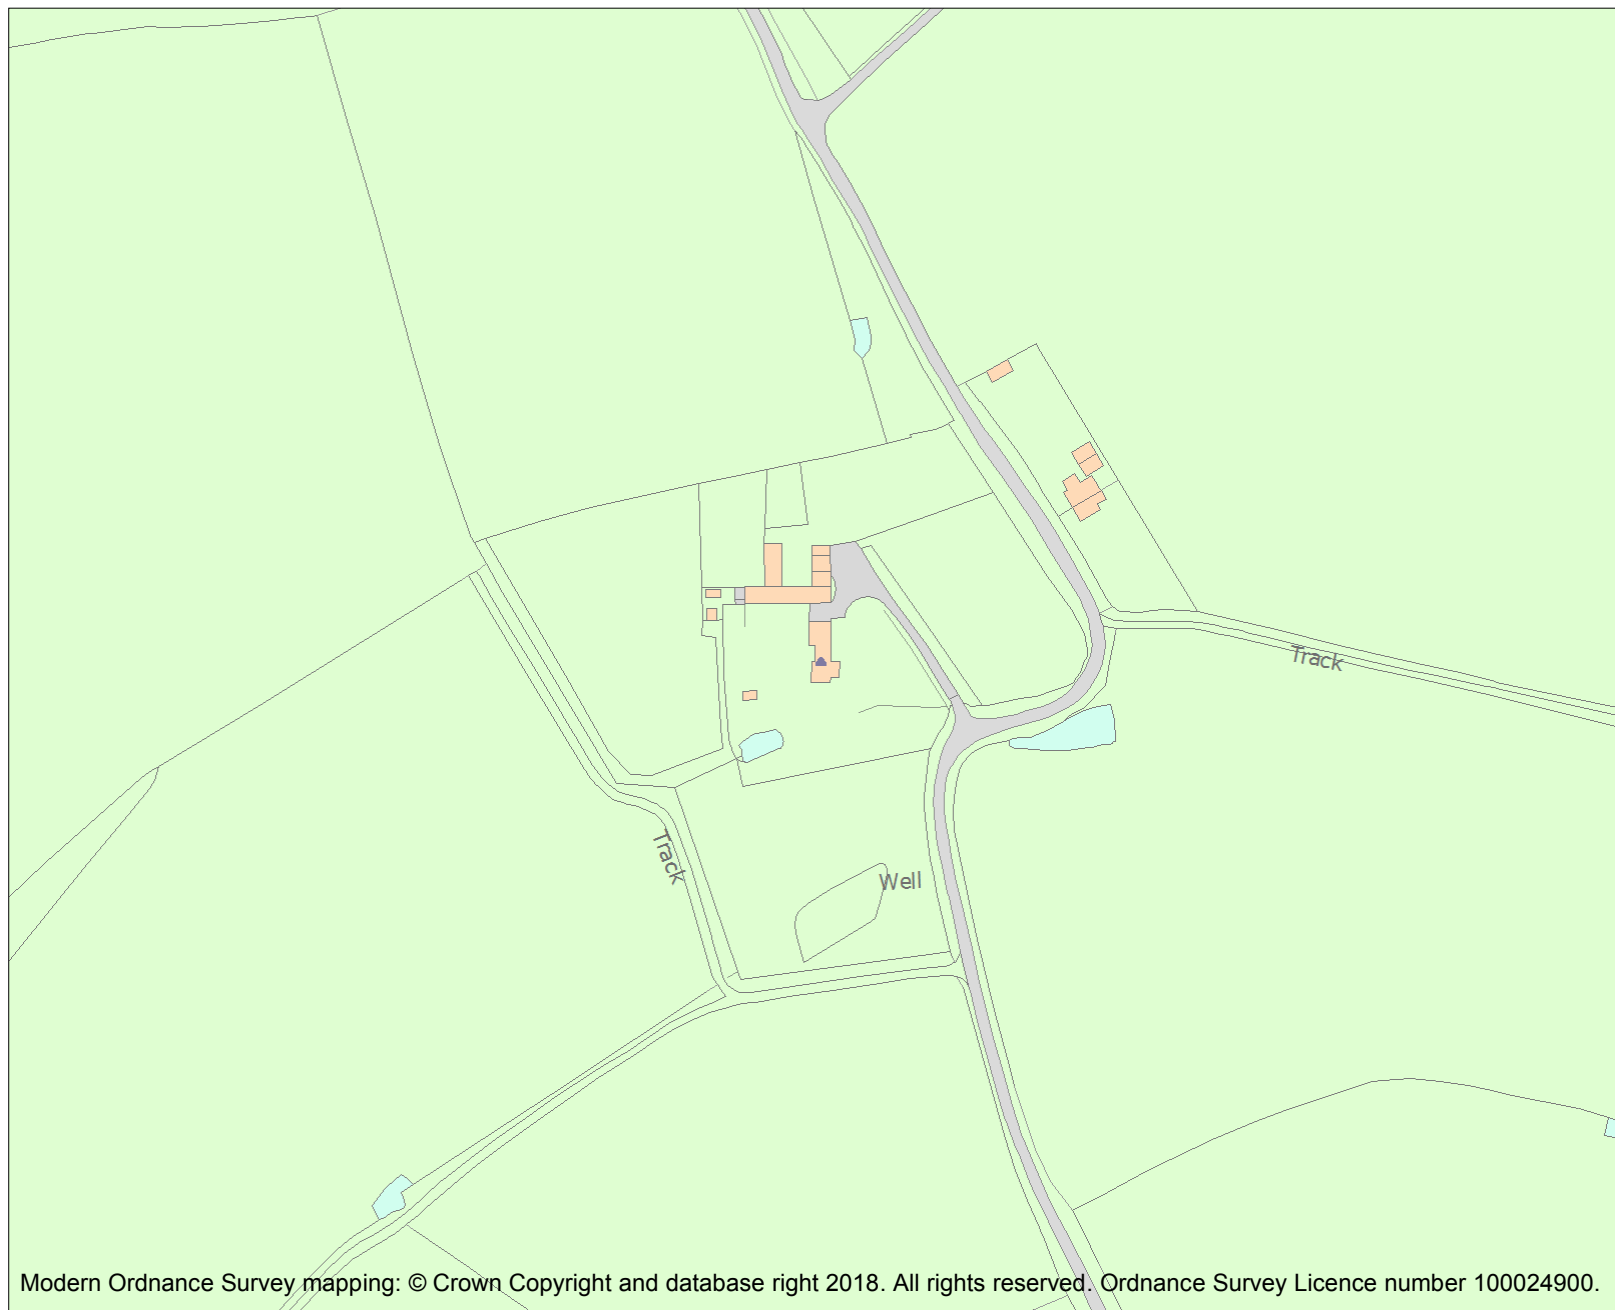 Track
Track
Well
Modern Ordnance Survey mapping: © Crown Copyright and database right 2018. All rights reserved. Ordnance Survey Licence number 100024900.